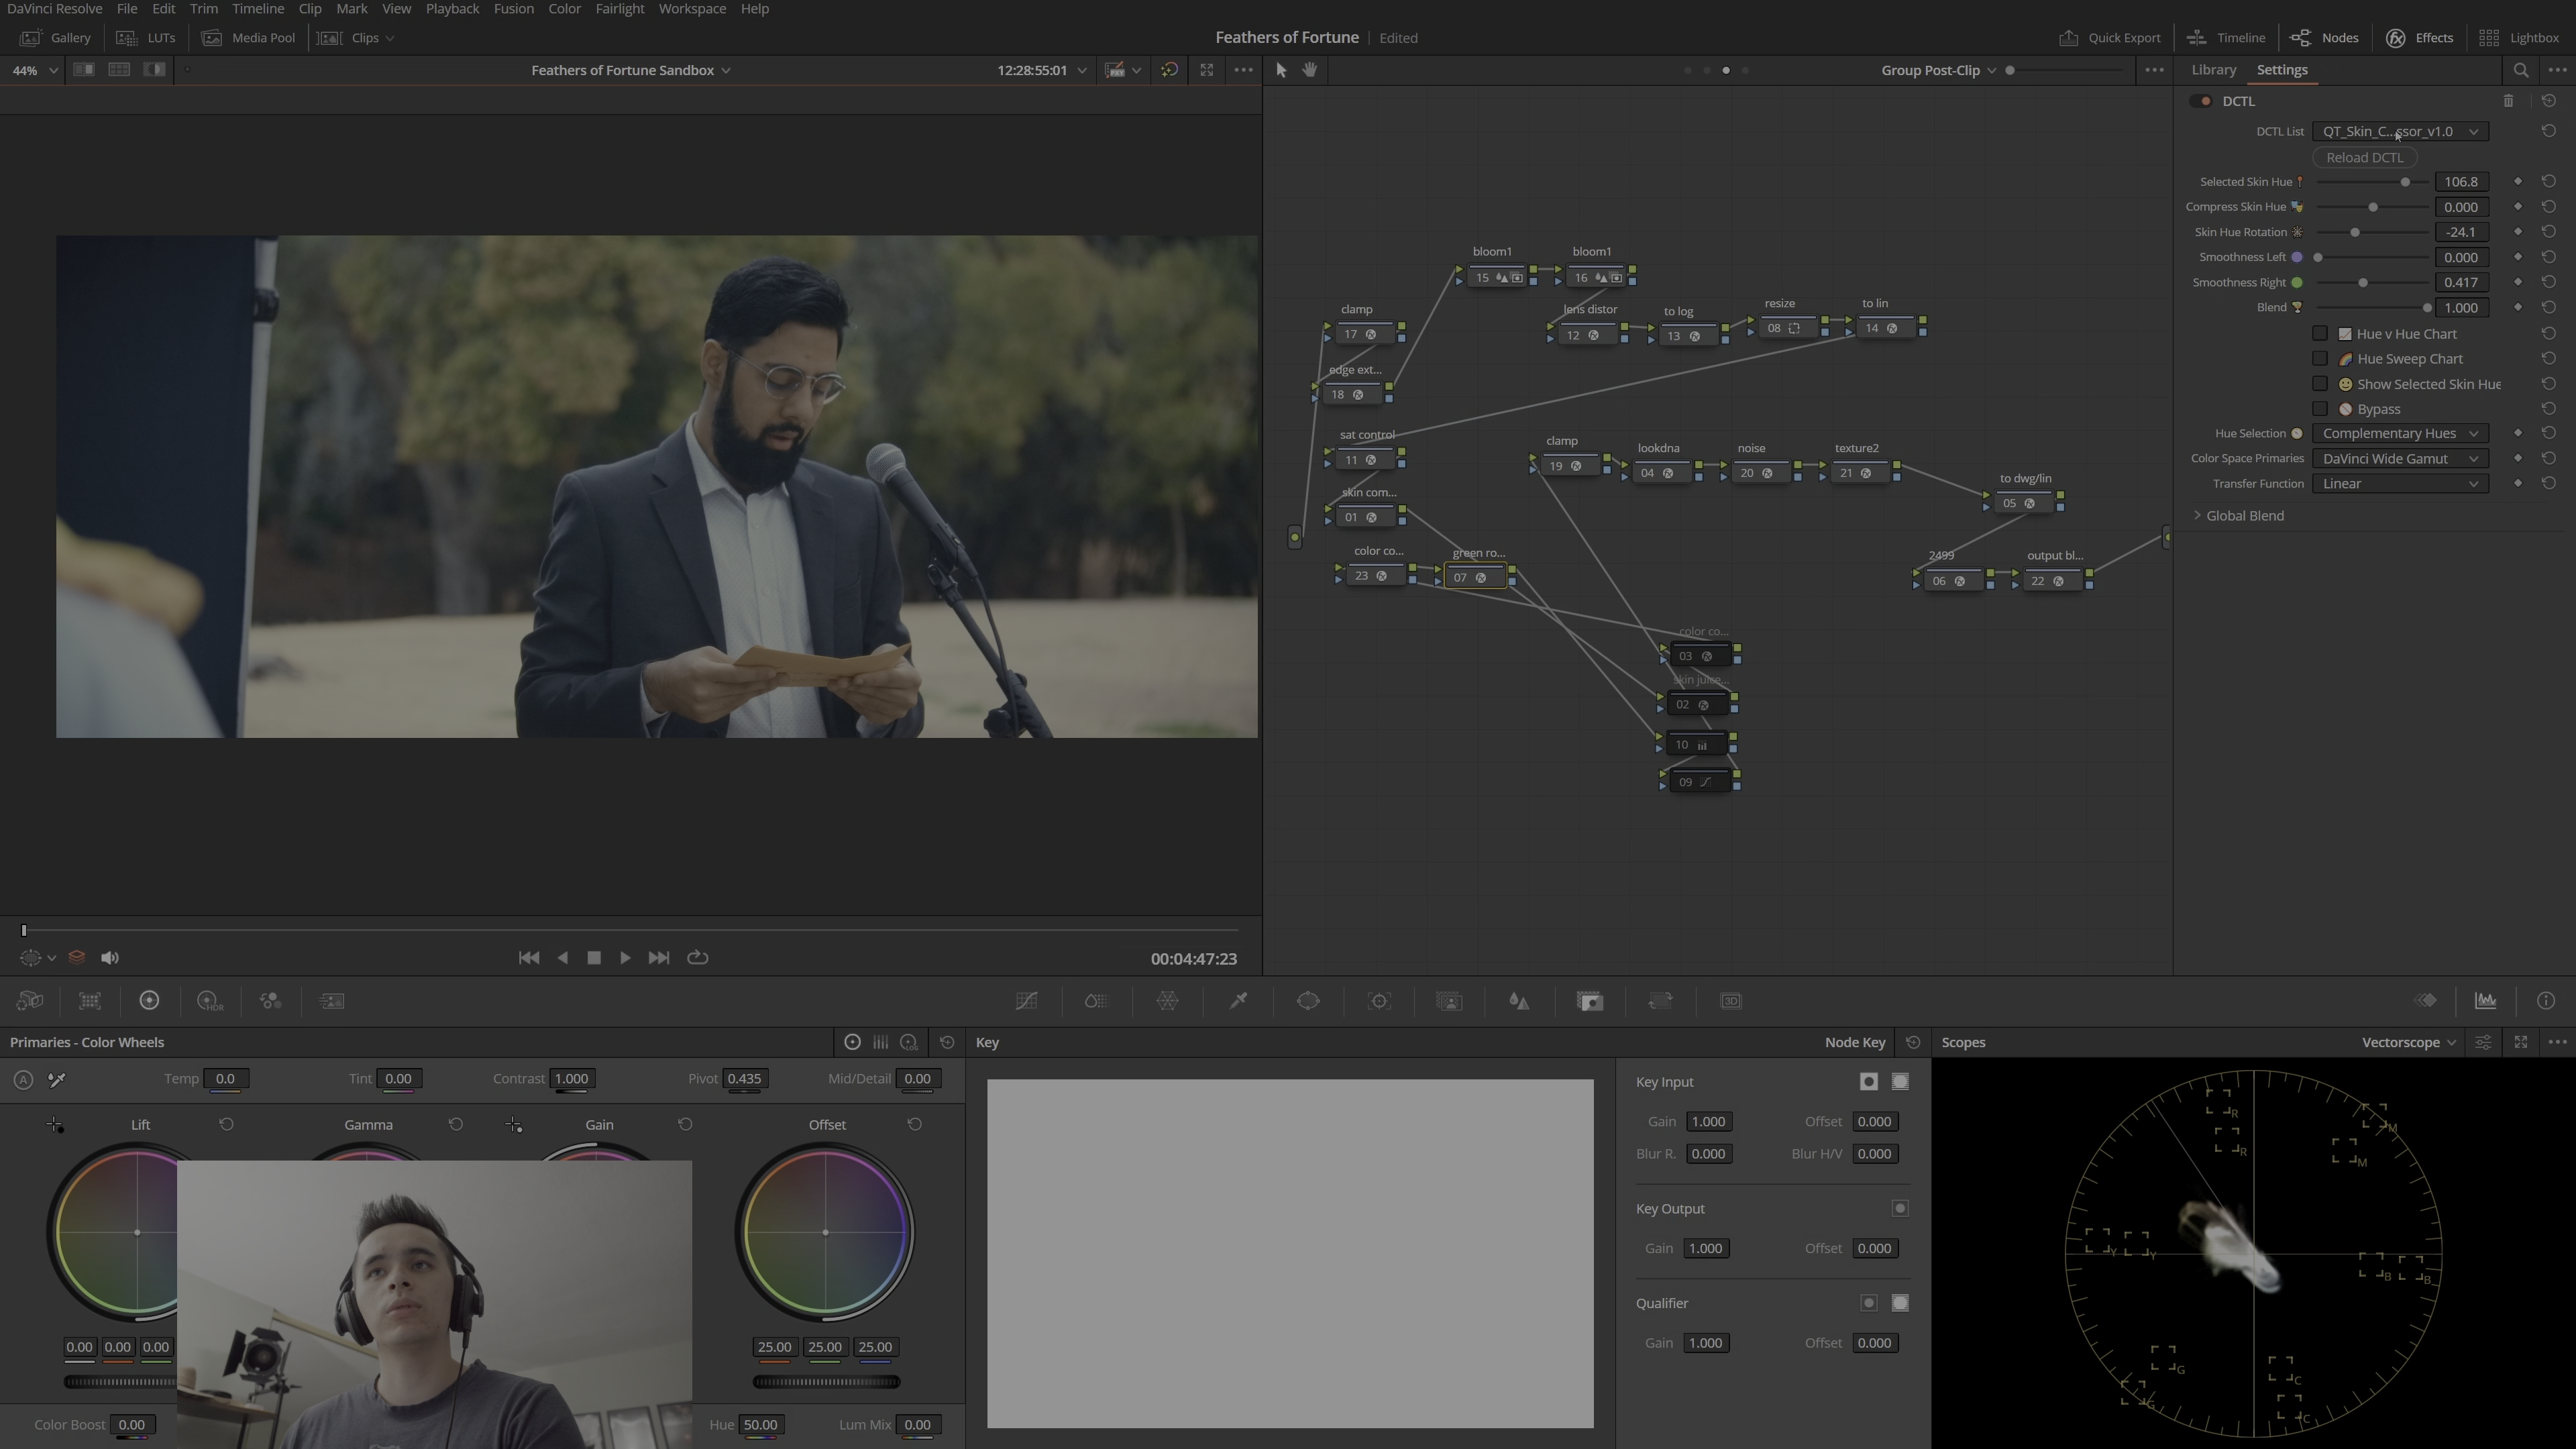 DaVinci Resolve File Edit Trim Timeline Clip Mark View Playback Fusion Color Fairlight Workspace Help
Gallery LUTs Media Pool Clips Feathers of Fortune Edited Quick Export Timeline Nodes Effects Lightbox
44% Feathers of Fortune Sandbox 12:28:55:01 Group Post-Clip Library Settings
DCTL
DCTL List QT_Skin_C...ssor_v1.0
Reload DCTL
Selected Skin Hue 106.8
Compress Skin Hue 0.000
Skin Hue Rotation -24.1
Smoothness Left 0.000
Smoothness Right 0.417
Blend 1.000
Hue v Hue Chart
Hue Sweep Chart
Show Selected Skin Hue
Bypass
Hue Selection Complementary Hues
Color Space Primaries DaVinci Wide Gamut
Transfer Function Linear
Global Blend
bloom1 bloom1
15 16
clamp lens distor to log resize to lin
17 12 13 08 14
edge ext...
18
sat control clamp lookdna noise texture2
11 19 04 20 21
skin com... to dwg/lin
01 05
color co... green ro... 2499 output bl...
23 07 06 22
color co...
03
skin juice...
02
10
09
00:04:47:23
HDR
3D
Primaries - Color Wheels LOG Key Node Key Scopes Vectorscope
A Temp 0.0 Tint 0.00 Contrast 1.000 Pivot 0.435 Mid/Detail 0.00
Lift Gamma Gain Offset
0.00 0.00 0.00 25.00 25.00 25.00
Color Boost 0.00 Hue 50.00 Lum Mix 0.00
Key Input
Gain 1.000 Offset 0.000
Blur R. 0.000 Blur H/V 0.000
Key Output
Gain 1.000 Offset 0.000
Qualifier
Gain 1.000 Offset 0.000
R M
R M
Y Y B B
G C
G C